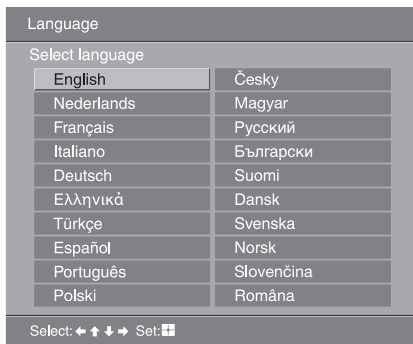 Language
Select language
English Česky
Nederlands Magyar
Français Русский
Italiano Български
Deutsch Suomi
Ελληνικά Dansk
Türkçe Svenska
Español Norsk
Português Slovenčina
Polski Româna
Select: ← ↑ ↓ → Set: